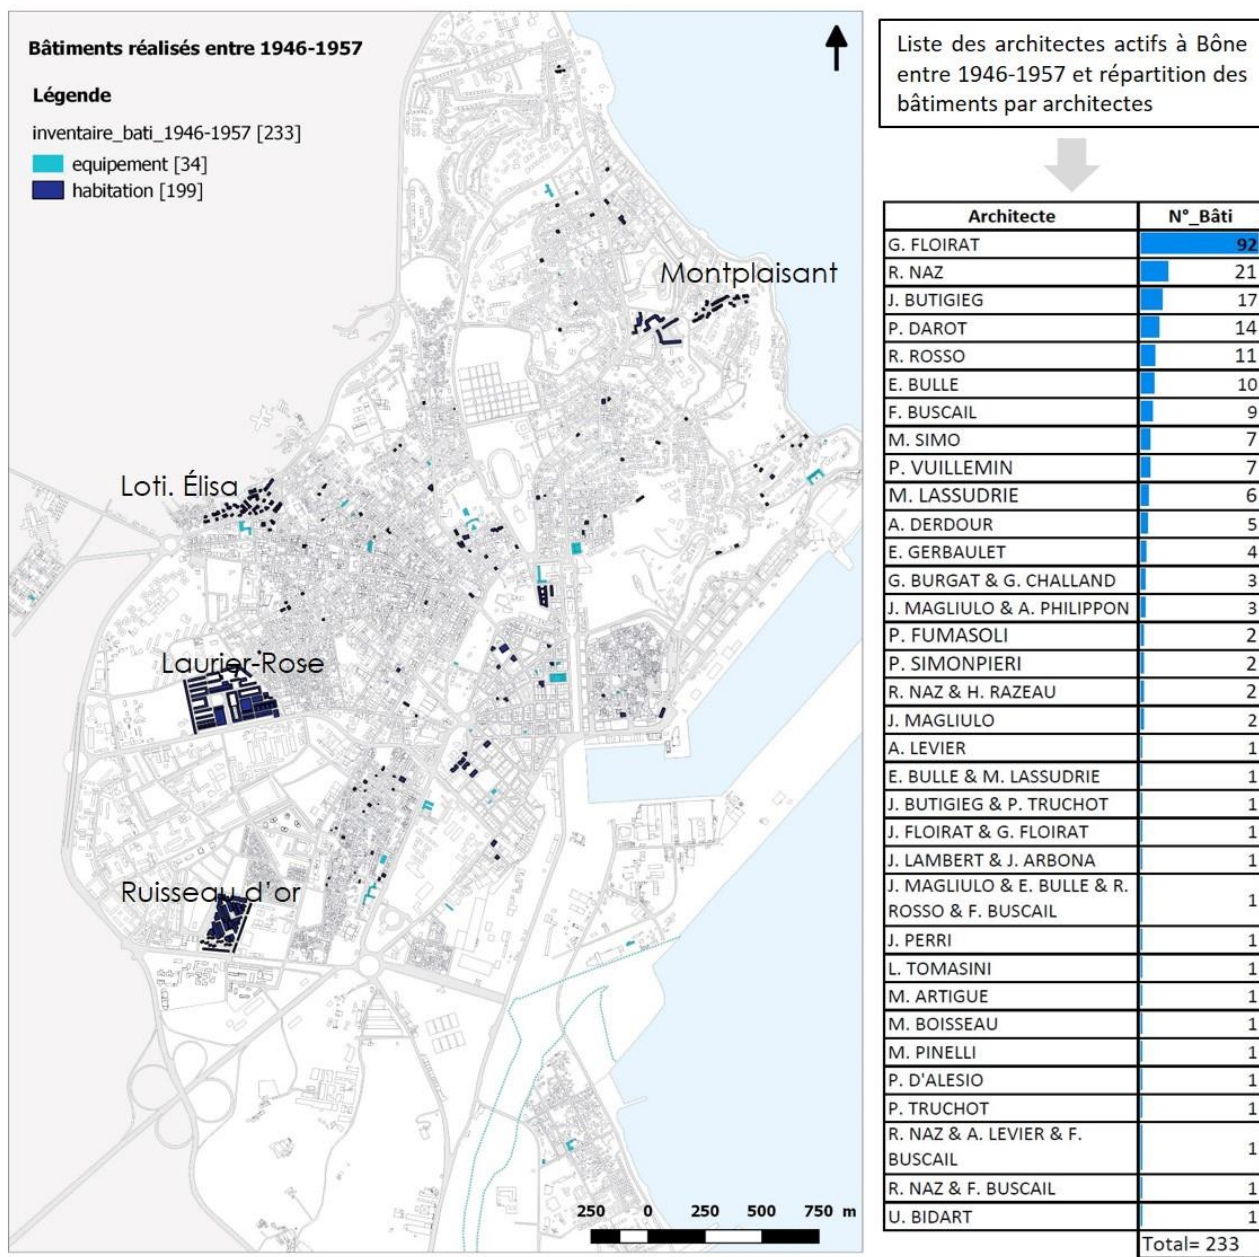 Bâtiments réalisés entre 1946-1957
Légende
inventaire_bati_1946-1957 [233]
equipement [34]
habitation [199]
Montplaisant
Loti. Élisa
Laurier-Rose
Ruisseau d'or
250 0 250 500 750 m
Liste des architectes actifs à Bône
entre 1946-1957 et répartition des
bâtiments par architectes
Architecte N°_Bâti
G. FLOIRAT 92
R. NAZ 21
J. BUTIGIEG 17
P. DAROT 14
R. ROSSO 11
E. BULLE 10
F. BUSCAIL 9
M. SIMO 7
P. VUILLEMIN 7
M. LASSUDRIE 6
A. DERDOUR 5
E. GERBAULET 4
G. BURGAT & G. CHALLAND 3
J. MAGLIULO & A. PHILIPPON 3
P. FUMASOLI 2
P. SIMONPIERI 2
R. NAZ & H. RAZEAU 2
J. MAGLIULO 2
A. LEVIER 1
E. BULLE & M. LASSUDRIE 1
J. BUTIGIEG & P. TRUCHOT 1
J. FLOIRAT & G. FLOIRAT 1
J. LAMBERT & J. ARBONA 1
J. MAGLIULO & E. BULLE & R.
ROSSO & F. BUSCAIL 1
J. PERRI 1
L. TOMASINI 1
M. ARTIGUE 1
M. BOISSEAU 1
M. PINELLI 1
P. D'ALESIO 1
P. TRUCHOT 1
R. NAZ & A. LEVIER & F.
BUSCAIL 1
R. NAZ & F. BUSCAIL 1
U. BIDART 1
Total= 233